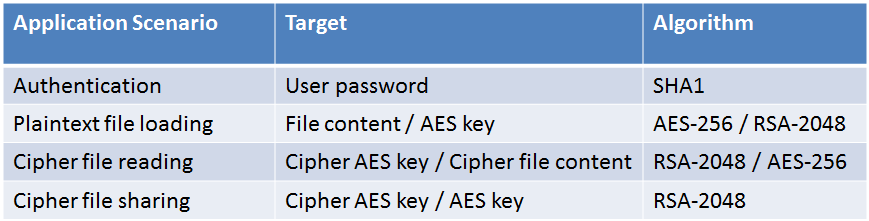 Application Scenario Target Algorithm
Authentication User password SHA1
Plaintext file loading File content / AES key AES-256 / RSA-2048
Cipher file reading Cipher AES key / Cipher file content RSA-2048 / AES-256
Cipher file sharing Cipher AES key / AES key RSA-2048